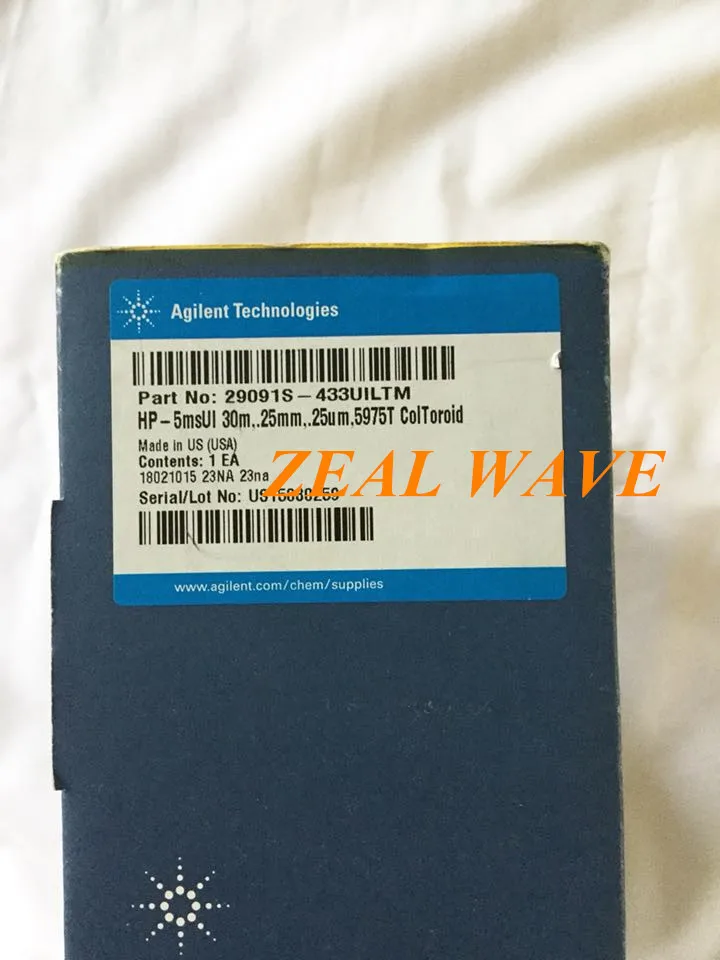 Agilent Technologies
Part No: 29091S-433UILTM
HP-5msUI 30m,.25mm,.25um,5975T ColToroid
Made in US (USA)
Contents: 1 EA
18021015 23NA 23na
ZEAL WAVE
Serial/Lot No:
www.agilent.com/chem/supplies